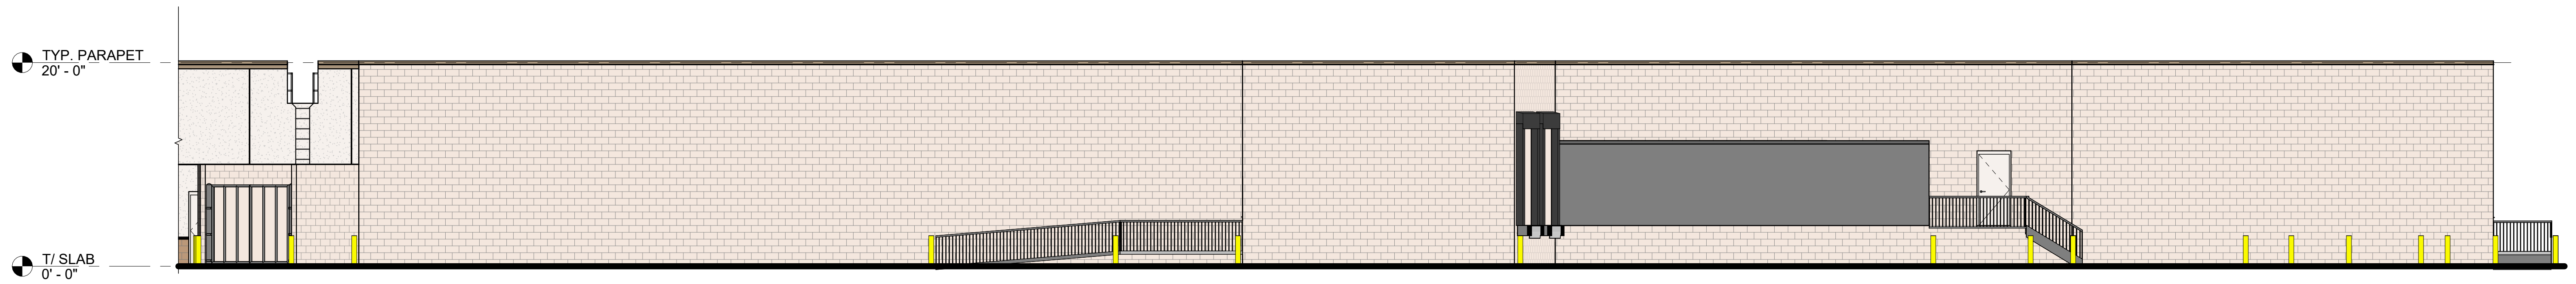 TYP. PARAPET
20' - 0"
T/ SLAB
0' - 0"